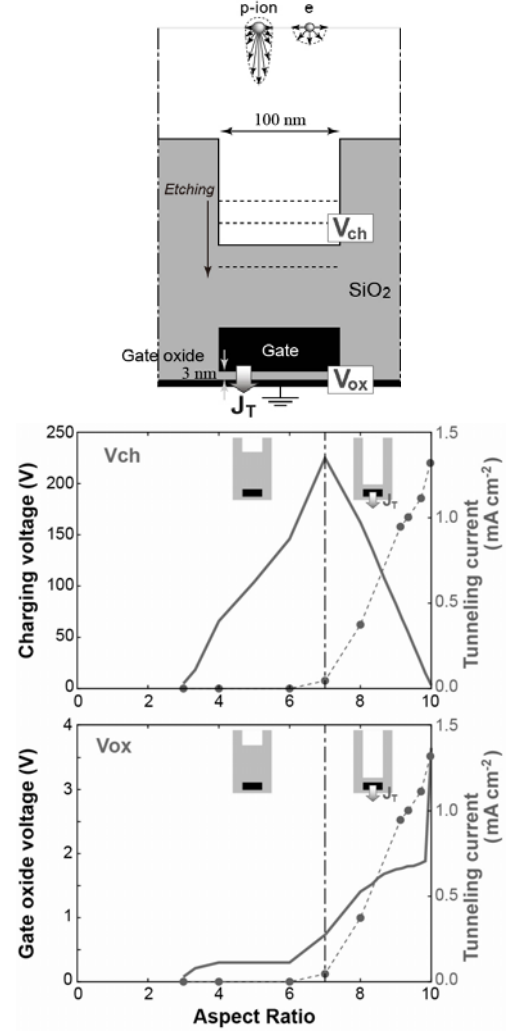 p-ion e
100 nm
Etching
Vch
SiO2
Gate oxide
Gate
3 nm
Vox
JT
Vch
JT
Charging voltage (V)
250
200
150
100
50
0
Tunneling current
(mA cm-2)
1.5
1.0
0.5
0.0
0 2 4 6 8 10
Vox
JT
Gate oxide voltage (V)
4
3
2
1
0
Tunneling current
(mA cm-2)
1.5
1.0
0.5
0.0
0 2 4 6 8 10
Aspect Ratio